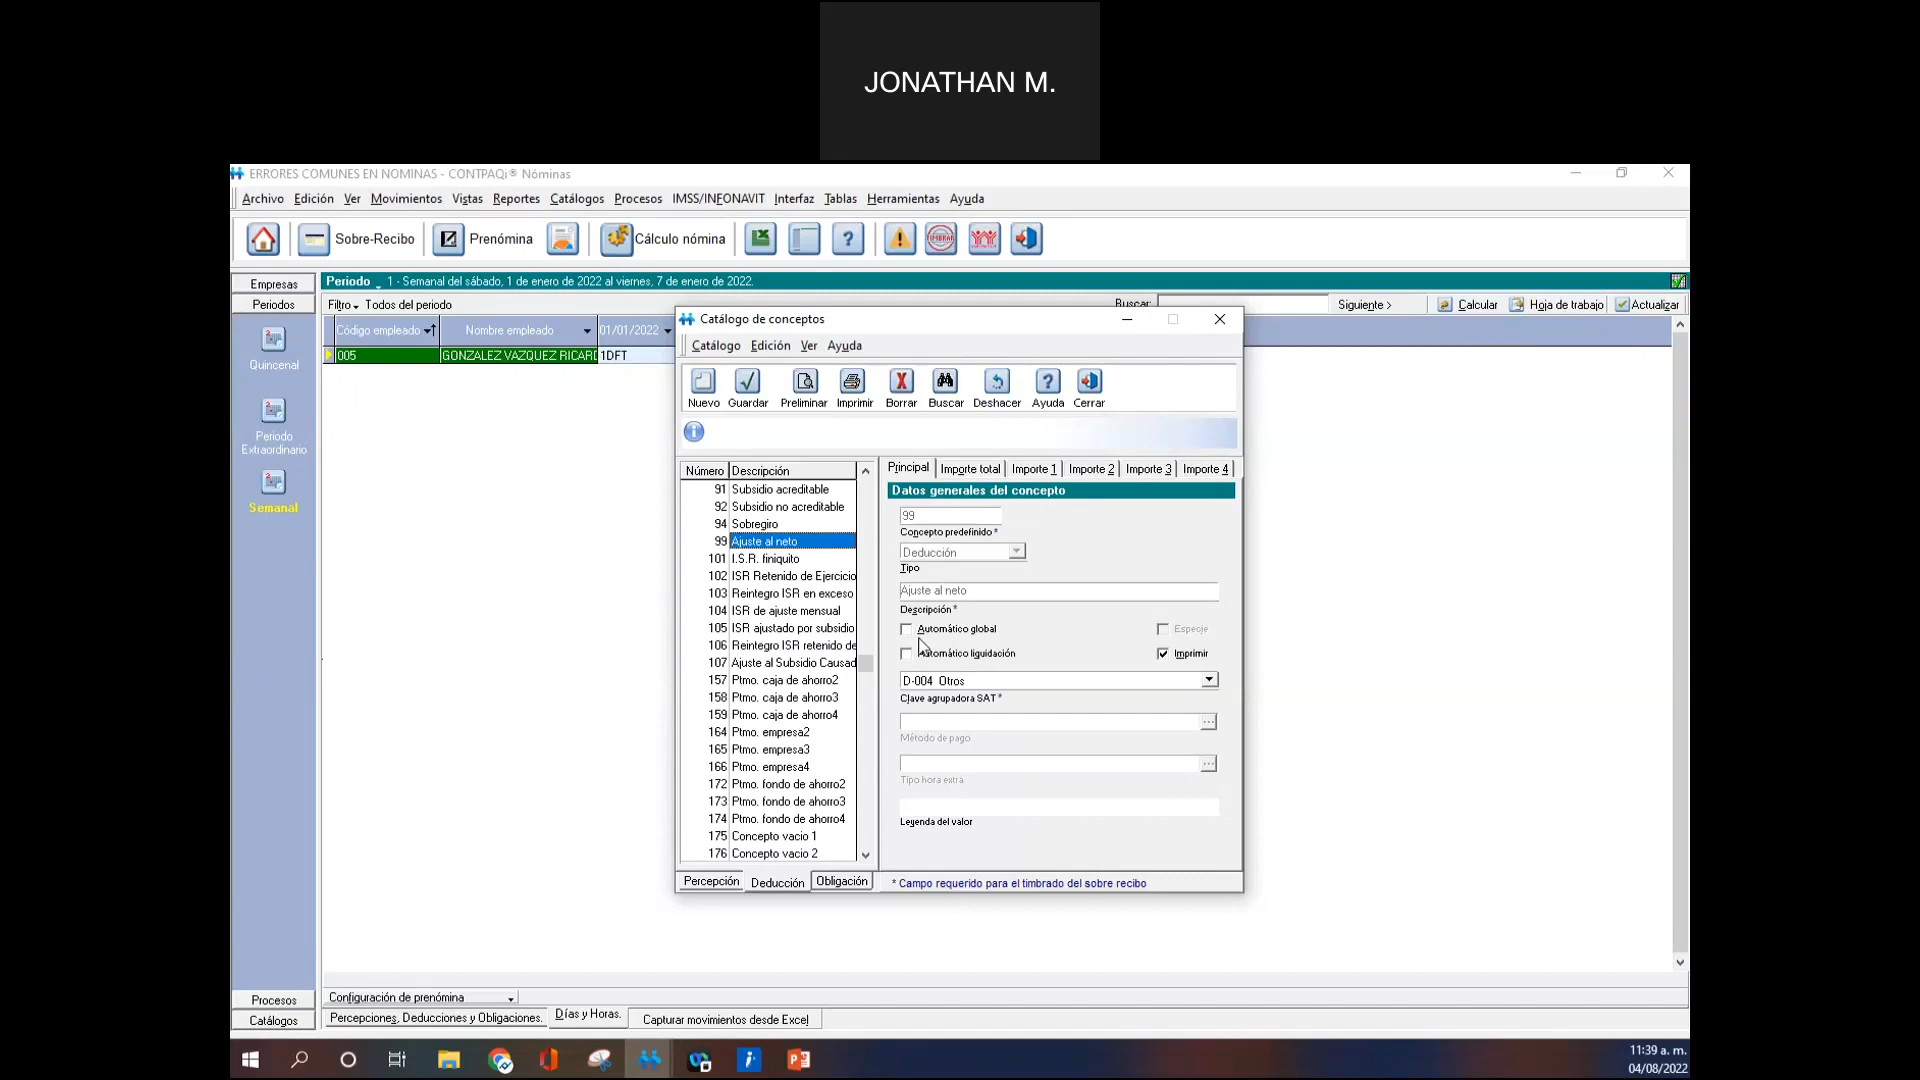 JONATHAN M.
ERRORES COMUNES EN NOMINAS - CONTPAQi® Nóminas
Archivo Edición Ver Movimientos Vistas Reportes Catálogos Procesos IMSS/INFONAVIT Interfaz Tablas Herramientas Ayuda
Sobre-Recibo Prenómina Cálculo nómina
Empresas
Periodo 1 - Semanal del sábado, 1 de enero de 2022 al viernes, 7 de enero de 2022.
Periodos
Filtro Todos del periodo Buscar: Siguiente > Calcular Hoja de trabajo Actualizar
Código empleado Nombre empleado 01/01/2022
005 GONZALEZ VAZQUEZ RICARD 1DFT
Quincenal
Periodo
Extraordinario
Semanal
Catálogo de conceptos
Catálogo Edición Ver Ayuda
Nuevo Guardar Preliminar Imprimir Borrar Buscar Deshacer Ayuda Cerrar
Número Descripción
91 Subsidio acreditable
92 Subsidio no acreditable
94 Sobregiro
99 Ajuste al neto
101 I.S.R. finiquito
102 ISR Retenido de Ejercicio
103 Reintegro ISR en exceso
104 ISR de ajuste mensual
105 ISR ajustado por subsidio
106 Reintegro ISR retenido de
107 Ajuste al Subsidio Causad
157 Ptmo. caja de ahorro2
158 Ptmo. caja de ahorro3
159 Ptmo. caja de ahorro4
164 Ptmo. empresa2
165 Ptmo. empresa3
166 Ptmo. empresa4
172 Ptmo. fondo de ahorro2
173 Ptmo. fondo de ahorro3
174 Ptmo. fondo de ahorro4
175 Concepto vacio 1
176 Concepto vacio 2
Percepción Deducción Obligación
Principal Importe total Importe 1 Importe 2 Importe 3 Importe 4
Datos generales del concepto
99
Concepto predefinido *
Deducción
Tipo
Ajuste al neto
Descripción *
Automático global Especie
Automático liquidación Imprimir
D-004 Otros
Clave agrupadora SAT *
Método de pago
Tipo hora extra
Leyenda del valor
* Campo requerido para el timbrado del sobre recibo
Procesos
Catálogos
Configuración de prenómina
Percepciones, Deducciones y Obligaciones. Días y Horas. Capturar movimientos desde Excel
11:39 a. m.
04/08/2022